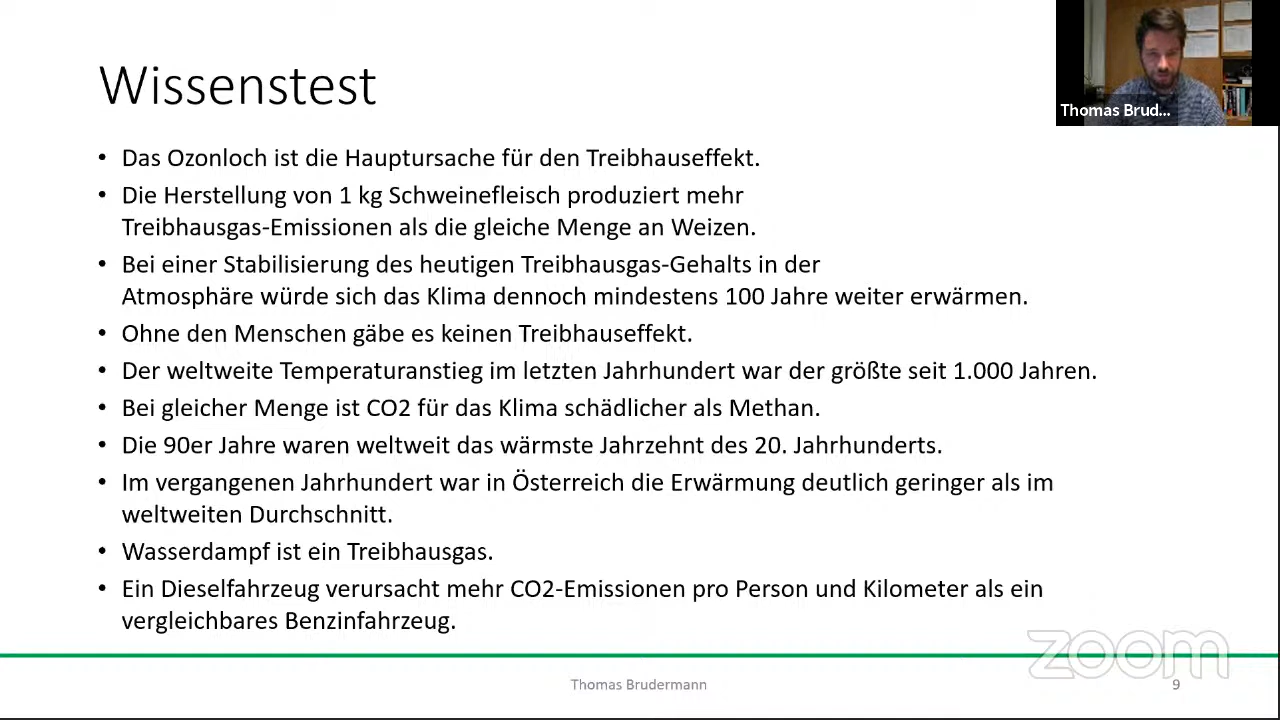 Wissenstest
Thomas Brud...
• Das Ozonloch ist die Hauptursache für den Treibhauseffekt.
• Die Herstellung von 1 kg Schweinefleisch produziert mehr
Treibhausgas-Emissionen als die gleiche Menge an Weizen.
• Bei einer Stabilisierung des heutigen Treibhausgas-Gehalts in der
Atmosphäre würde sich das Klima dennoch mindestens 100 Jahre weiter erwärmen.
• Ohne den Menschen gäbe es keinen Treibhauseffekt.
• Der weltweite Temperaturanstieg im letzten Jahrhundert war der größte seit 1.000 Jahren.
• Bei gleicher Menge ist CO2 für das Klima schädlicher als Methan.
• Die 90er Jahre waren weltweit das wärmste Jahrzehnt des 20. Jahrhunderts.
• Im vergangenen Jahrhundert war in Österreich die Erwärmung deutlich geringer als im
weltweiten Durchschnitt.
• Wasserdampf ist ein Treibhausgas.
• Ein Dieselfahrzeug verursacht mehr CO2-Emissionen pro Person und Kilometer als ein
vergleichbares Benzinfahrzeug.
zoom
Thomas Brudermann
9